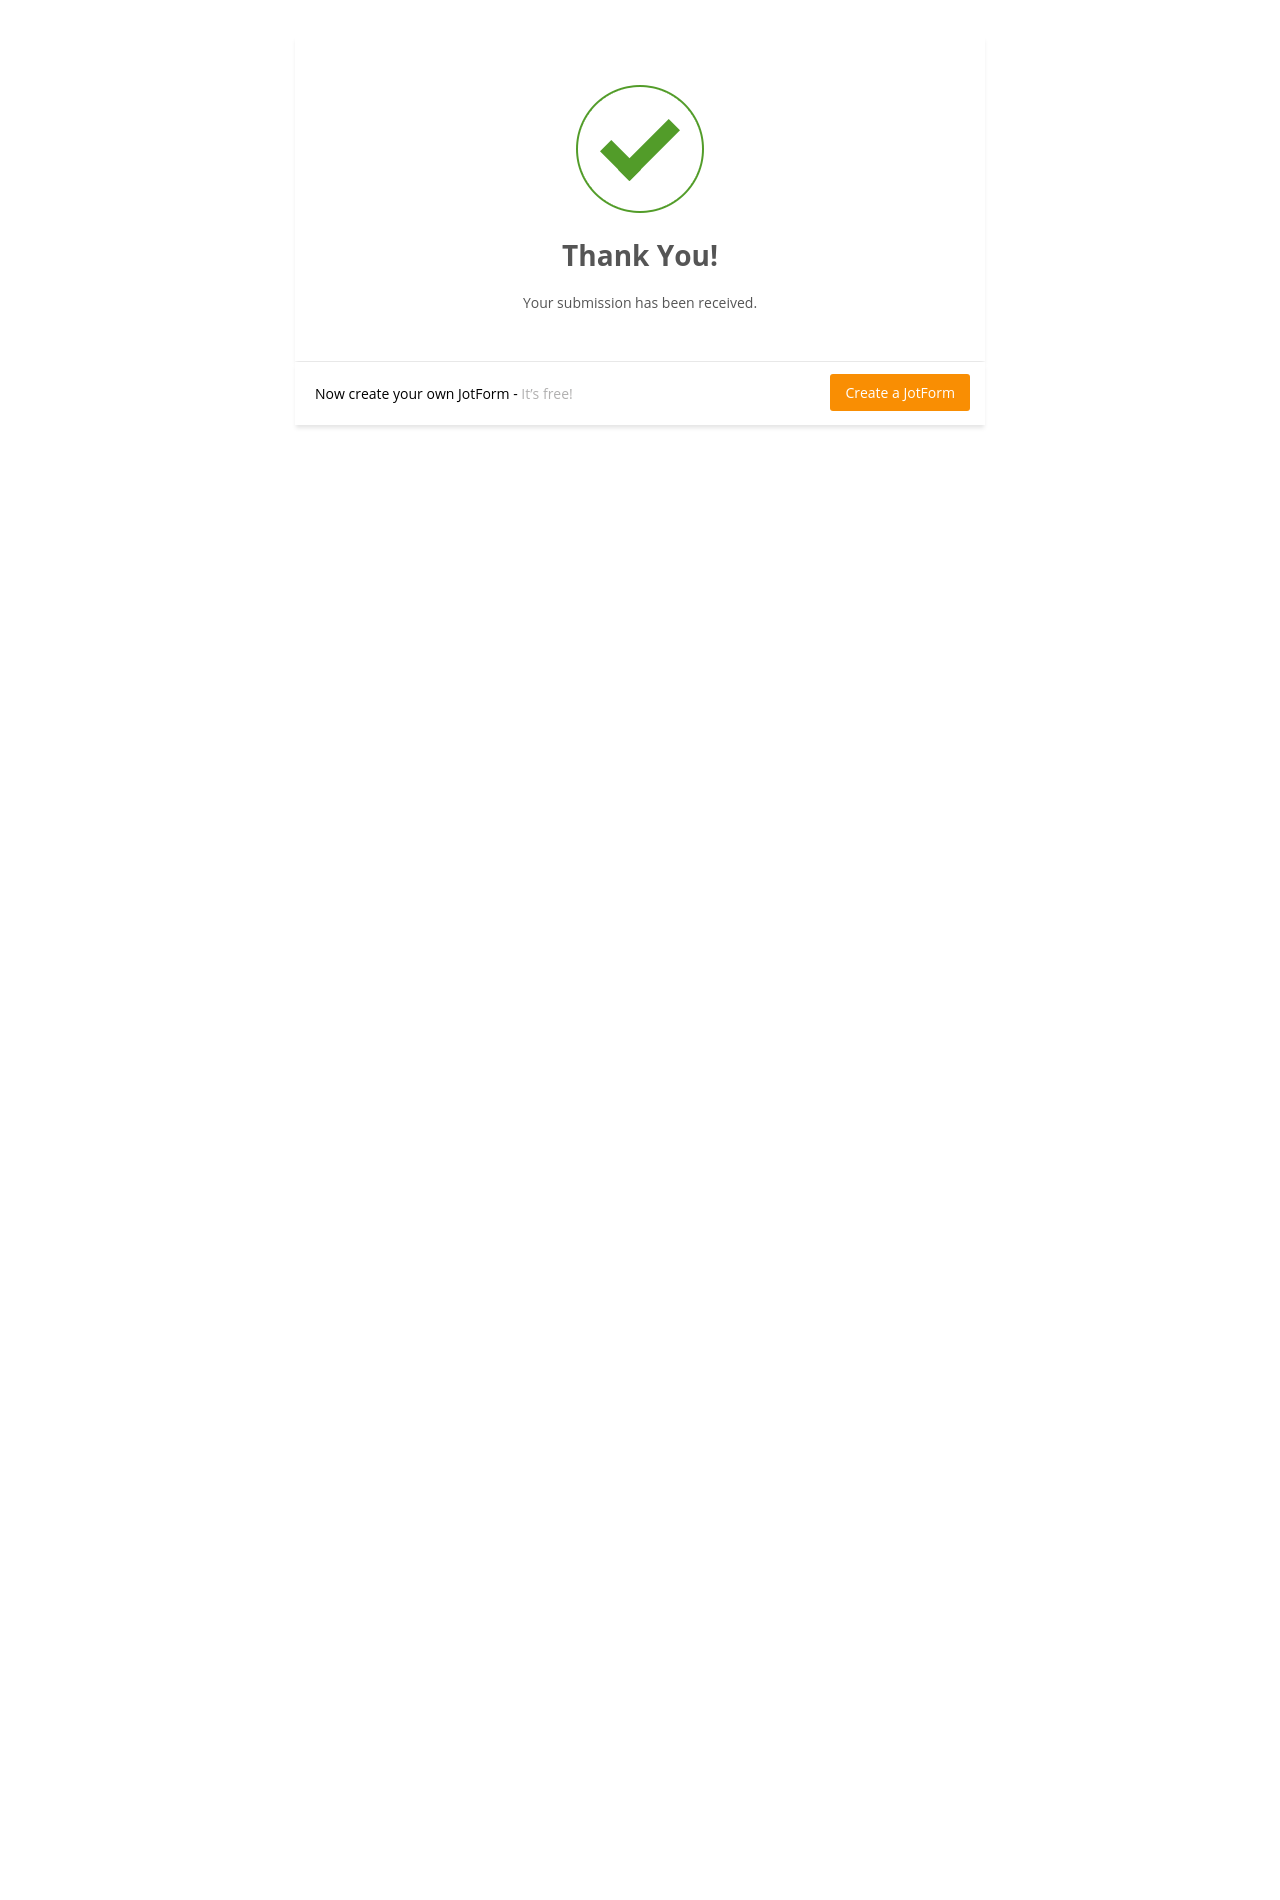 Thank You!
Your submission has been received.
Now create your own JotForm - It's free!
Create a JotForm